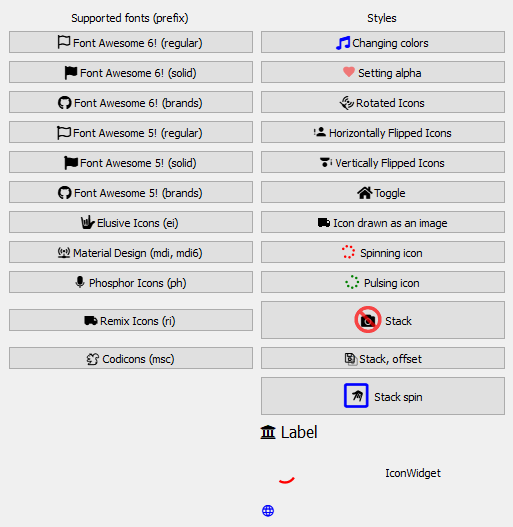 Supported fonts (prefix)
Font Awesome 6! (regular)
Font Awesome 6! (solid)
Font Awesome 6! (brands)
Font Awesome 5! (regular)
Font Awesome 5! (solid)
Font Awesome 5! (brands)
Elusive Icons (ei)
Material Design (mdi, mdi6)
Phosphor Icons (ph)
Remix Icons (ri)
Codicons (msc)
Styles
Changing colors
Setting alpha
Rotated Icons
Horizontally Flipped Icons
Vertically Flipped Icons
Toggle
Icon drawn as an image
Spinning icon
Pulsing icon
Stack
Stack, offset
Stack spin
Label
IconWidget